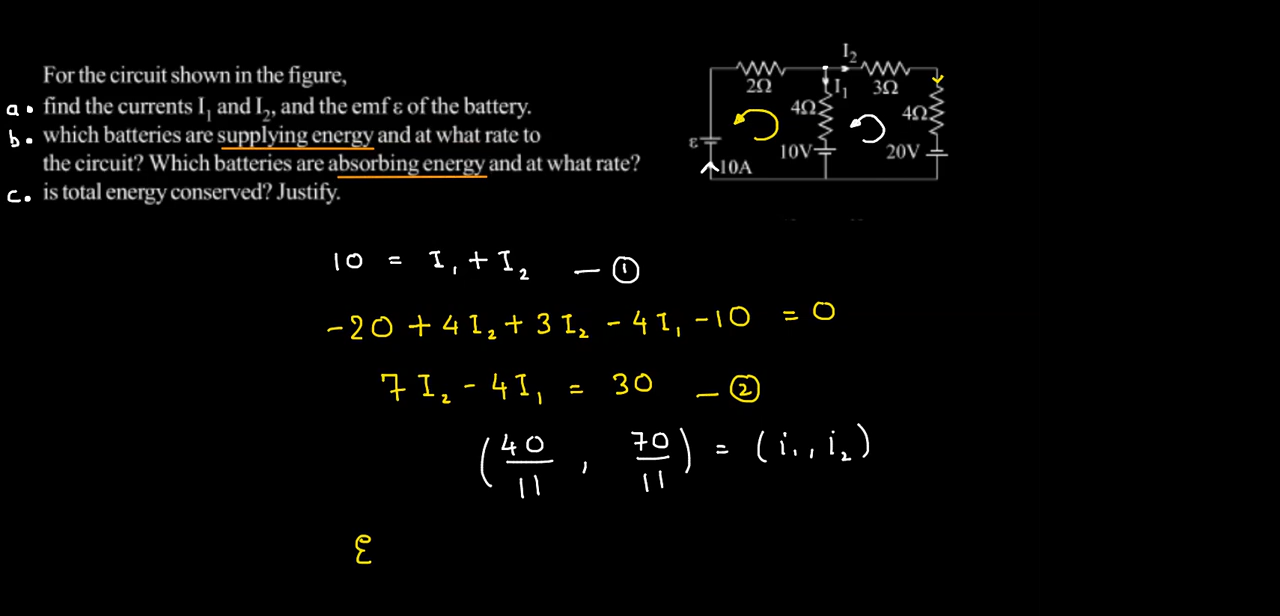 For the circuit shown in the figure,
a. find the currents I₁ and I₂, and the emf ε of the battery.
b. which batteries are supplying energy and at what rate to
the circuit? Which batteries are absorbing energy and at what rate?
c. is total energy conserved? Justify.
I₂
2Ω I₁ 3Ω
4Ω 4Ω
ε 10V 20V
10A
10 = I₁ + I₂ — ①
-20 + 4I₂ + 3I₂ - 4I₁ - 10 = 0
7I₂ - 4I₁ = 30 — ②
(40/11, 70/11) = (i₁, i₂)
ε